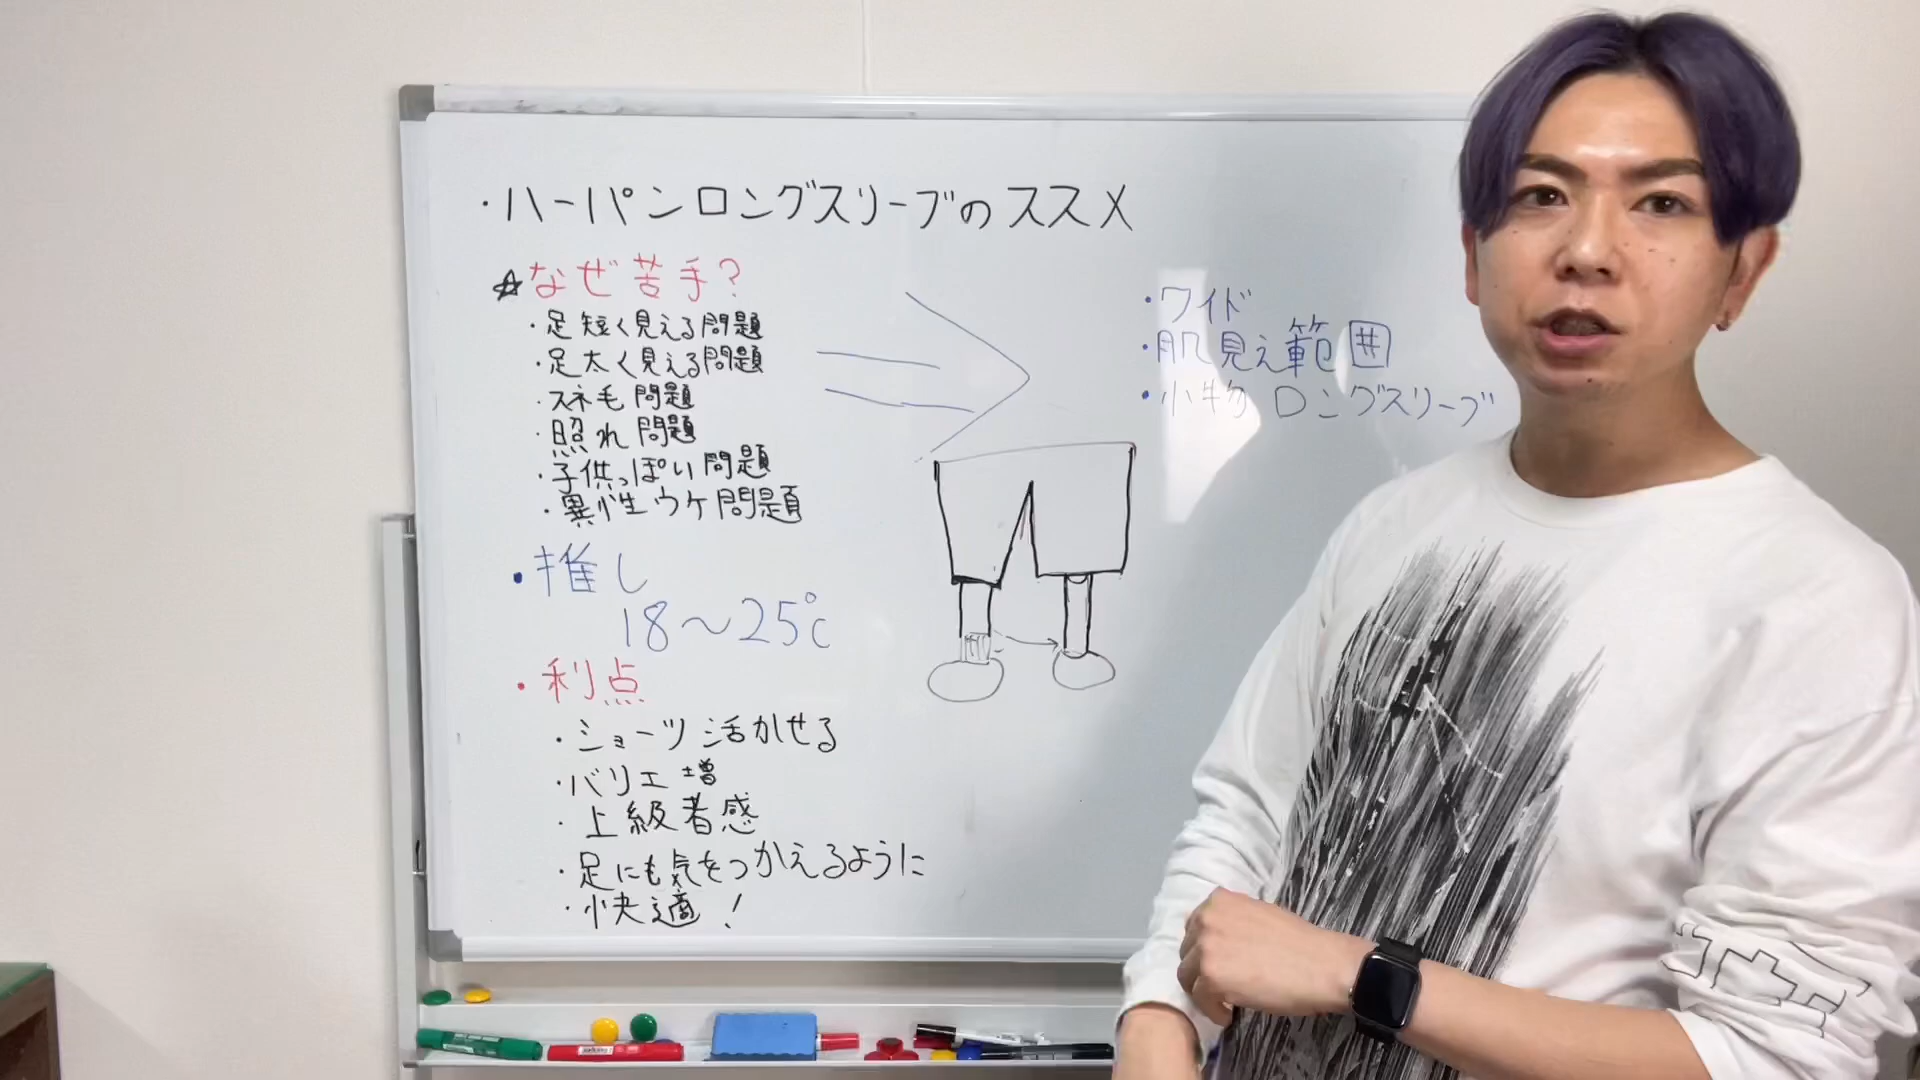 ・ハーパンロングスリーブのススメ
☆なぜ苦手?
・足短く見える問題
・足太く見える問題
・スネ毛問題
・照れ問題
・子供っぽい問題
・異性ウケ問題
・推し
18〜25℃
・利点
・ショーツ活かせる
・バリエ増
・上級者感
・足にも気をつかえるように
・快適!
・ワイド
・肌見え範囲
・小物 ロングスリーブ